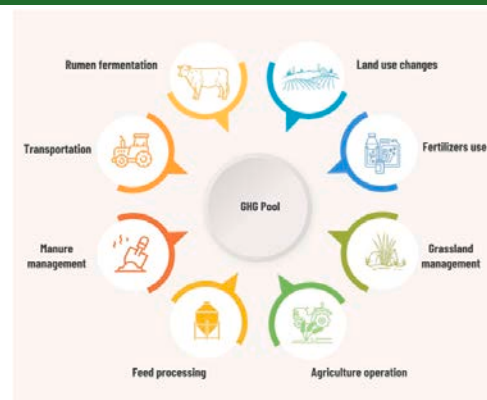 Rumen fermentation
Land use changes
Transportation
Fertilizers use
GHG Pool
Manure
management
Grassland
management
Feed processing
Agriculture operation